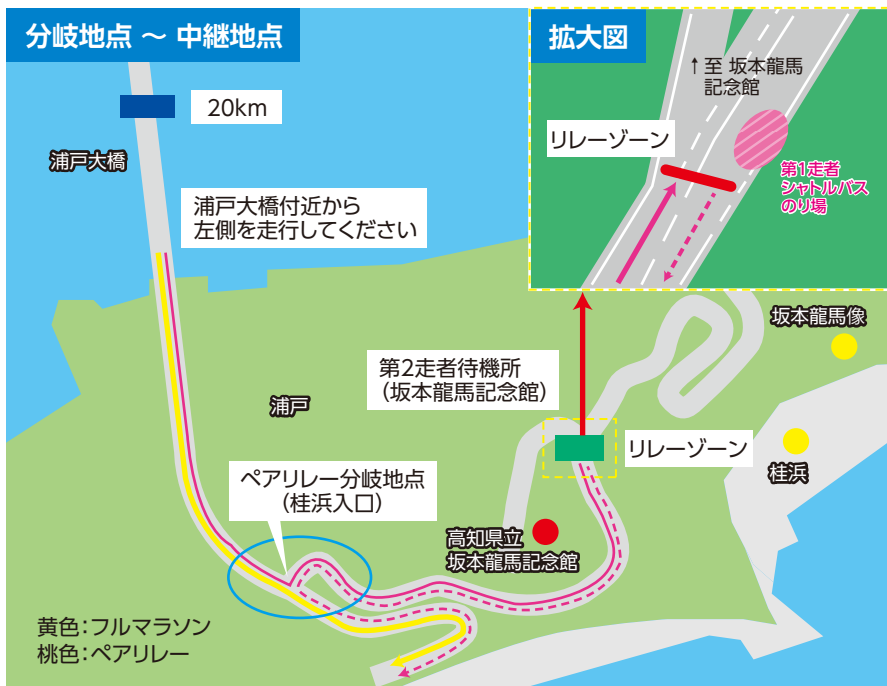 分岐地点 ～ 中継地点
20km
浦戸大橋
浦戸大橋付近から
左側を走行してください
拡大図
↑至 坂本龍馬
記念館
リレーゾーン
第1走者
シャトルバス
のり場
坂本龍馬像
第2走者待機所
（坂本龍馬記念館）
浦戸
リレーゾーン
桂浜
ペアリレー分岐地点
（桂浜入口）
高知県立
坂本龍馬記念館
黄色：フルマラソン
桃色：ペアリレー